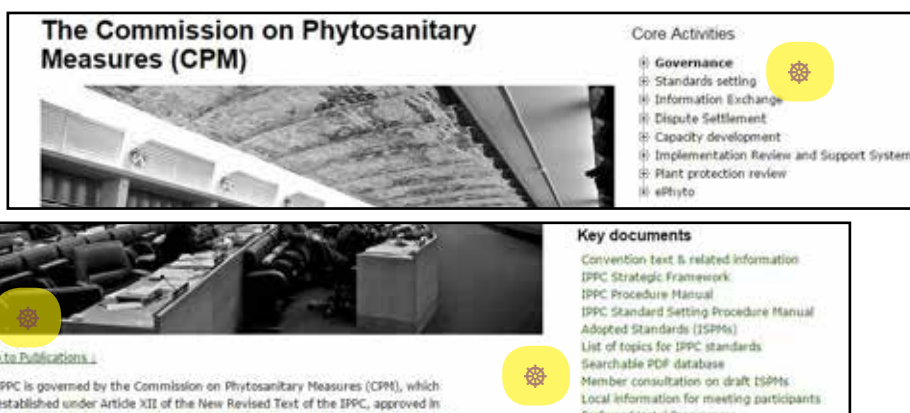 The Commission on Phytosanitary
Measures (CPM)
Core Activities
Governance
Standards setting
Information Exchange
Dispute Settlement
Capacity development
Implementation Review and Support System
Plant protection review
ePhyto
Key documents
Convention text & related information
IPPC Strategic Framework
IPPC Procedure Manual
IPPC Standard Setting Procedure Manual
Adopted Standards (ISPMs)
List of topics for IPPC standards
Searchable PDF database
Member consultation on draft ISPMs
Local information for meeting participants
to Publications ↓
PPC is governed by the Commission on Phytosanitary Measures (CPM), which
established under Article XII of the New Revised Text of the IPPC, approved in